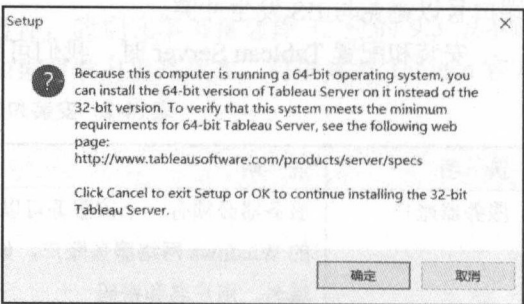 Setup
Because this computer is running a 64-bit operating system, you
can install the 64-bit version of Tableau Server on it instead of the
32-bit version. To verify that this system meets the minimum
requirements for 64-bit Tableau Server, see the following web
page:
http://www.tableausoftware.com/products/server/specs
Click Cancel to exit Setup or OK to continue installing the 32-bit
Tableau Server.
确定
取消